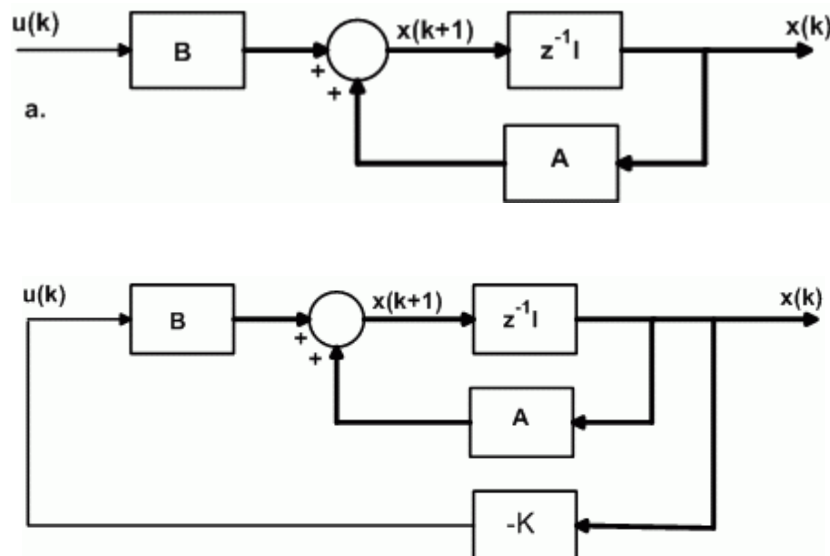 u(k)
B
x(k+1)
z⁻¹I
x(k)
+
+
a.
A
u(k)
B
x(k+1)
z⁻¹I
x(k)
+
+
A
-K